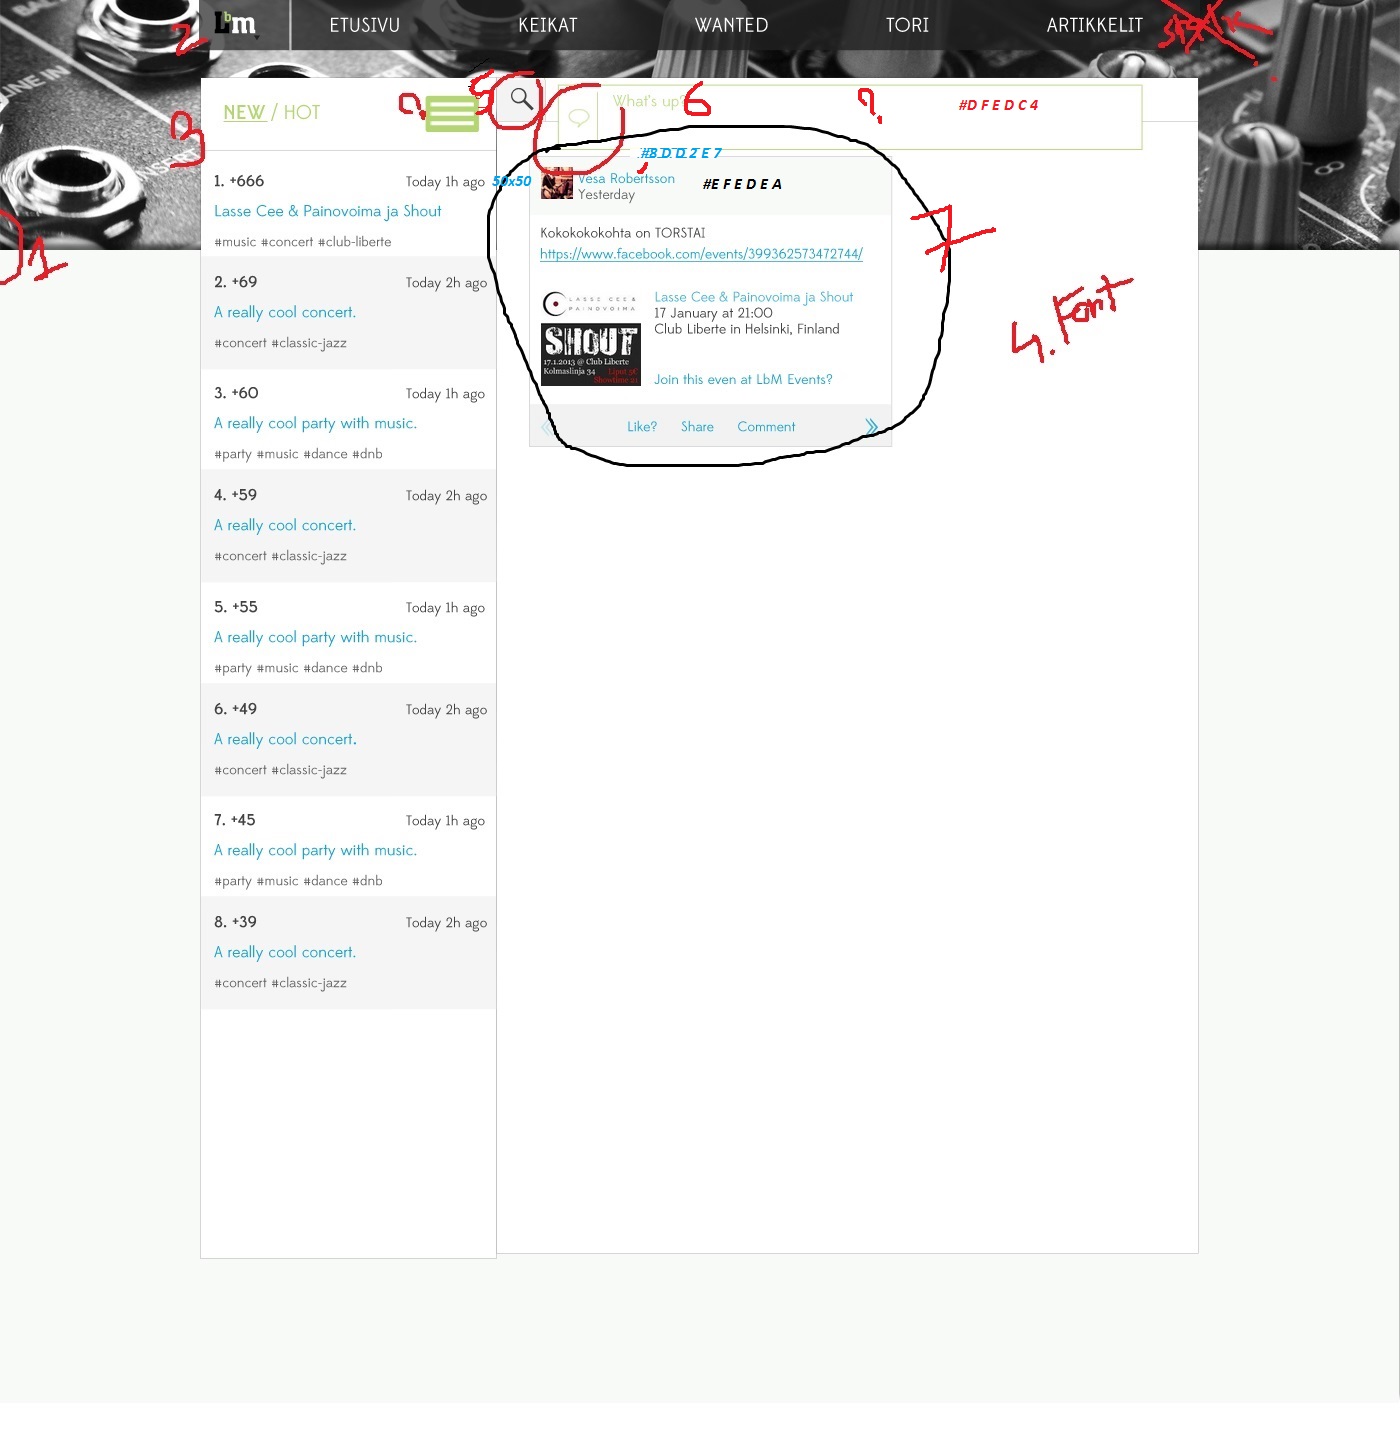 2 Lbm ETUSIVU KEIKAT WANTED TORI ARTIKKELIT
LINE IN
3 NEW / HOT ? 5 What's up? 6 ? #DFEDC4
#BDD2E7
1. +666 Today 1h ago 50x50 Vesa Robertsson #EFEDEA
Yesterday
Lasse Cee & Painovoima ja Shout
#music #concert #club-liberte
1
7
4. Font
Kokokokokohta on TORSTAI
https://www.facebook.com/events/399362573472744/
LASSE CEE &
PAINOVOIMA
SHOUT
17.1.2013 @ Club Liberte
Kolmaslinja 34 Liput 5€
Showtime 21
Lasse Cee & Painovoima ja Shout
17 January at 21:00
Club Liberte in Helsinki, Finland
Join this even at LbM Events?
Like? Share Comment
2. +69 Today 2h ago
A really cool concert.
#concert #classic-jazz
3. +60 Today 1h ago
A really cool party with music.
#party #music #dance #dnb
4. +59 Today 2h ago
A really cool concert.
#concert #classic-jazz
5. +55 Today 1h ago
A really cool party with music.
#party #music #dance #dnb
6. +49 Today 2h ago
A really cool concert.
#concert #classic-jazz
7. +45 Today 1h ago
A really cool party with music.
#party #music #dance #dnb
8. +39 Today 2h ago
A really cool concert.
#concert #classic-jazz